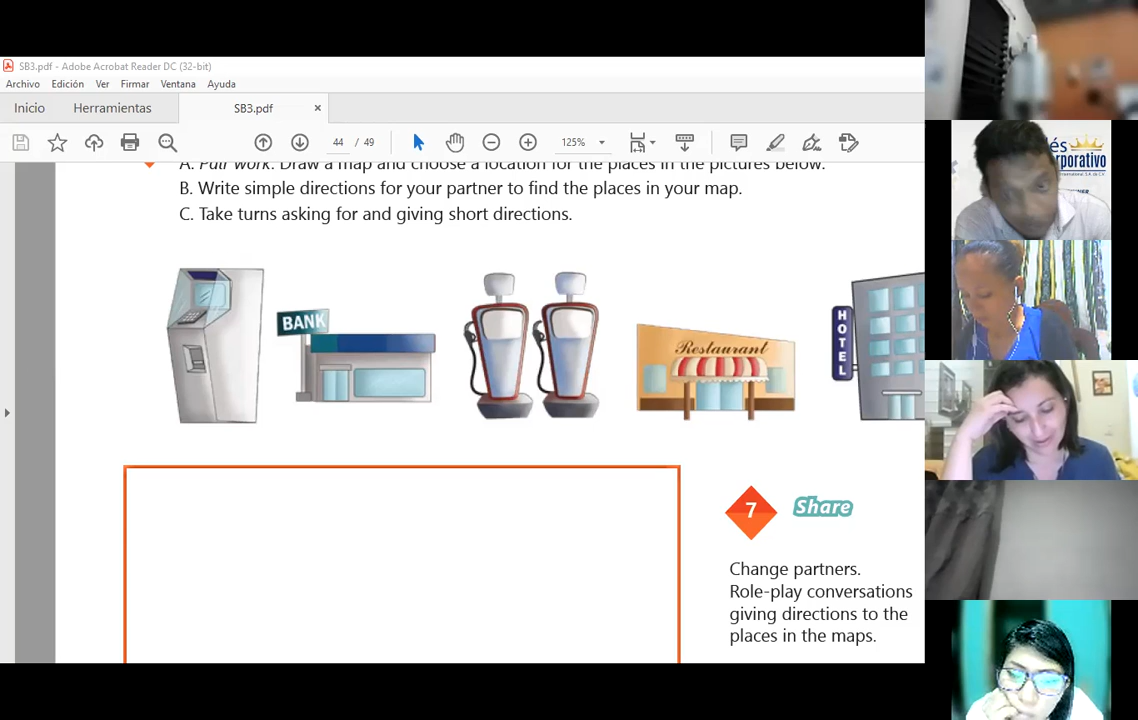 SB3.pdf - Adobe Acrobat Reader DC (32-bit)
Archivo Edición Ver Firmar Ventana Ayuda
Inicio Herramientas SB3.pdf ×
44 / 49 125%
A. Pair work. Draw a map and choose a location for the places in the pictures below.
B. Write simple directions for your partner to find the places in your map.
C. Take turns asking for and giving short directions.
BANK
Restaurant
HOTEL
7 Share
Change partners.
Role-play conversations
giving directions to the
places in the maps.
és
orporativo